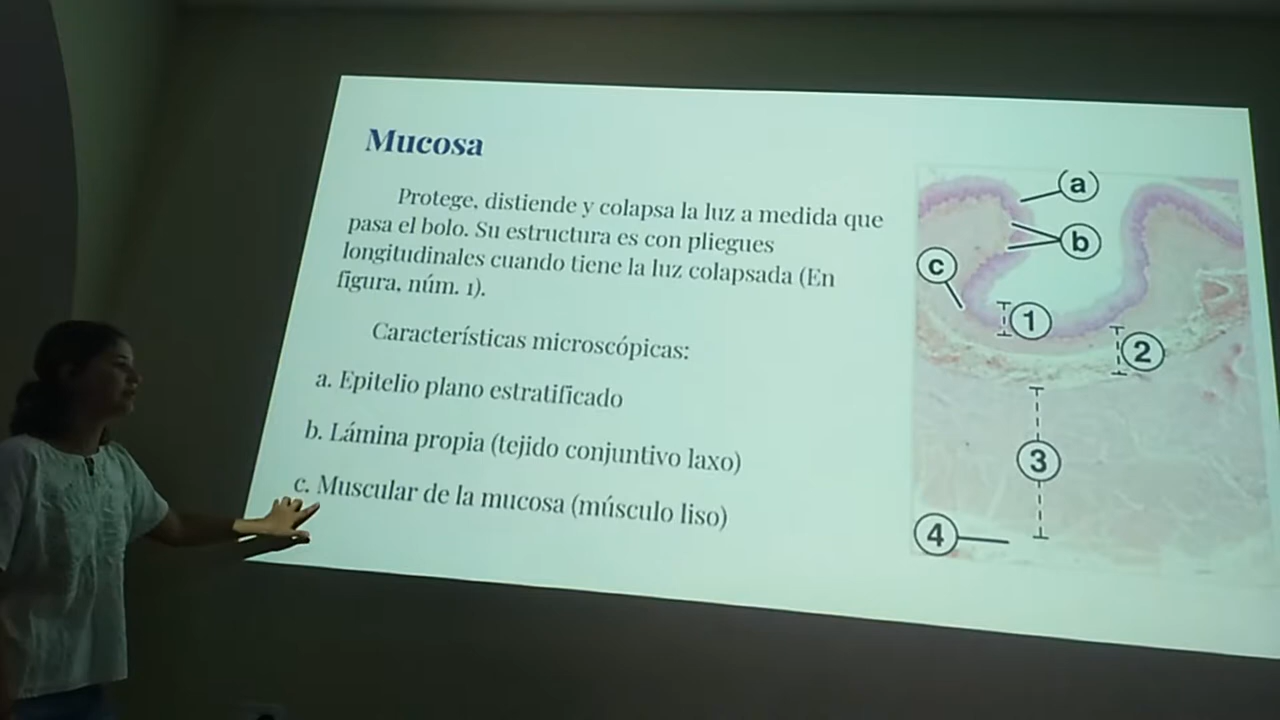 Mucosa
Protege, distiende y colapsa la luz a medida que
pasa el bolo. Su estructura es con pliegues
longitudinales cuando tiene la luz colapsada (En
figura, núm. 1).
Características microscópicas:
a. Epitelio plano estratificado
b. Lámina propia (tejido conjuntivo laxo)
c. Muscular de la mucosa (músculo liso)
a
b
c
1
2
3
4